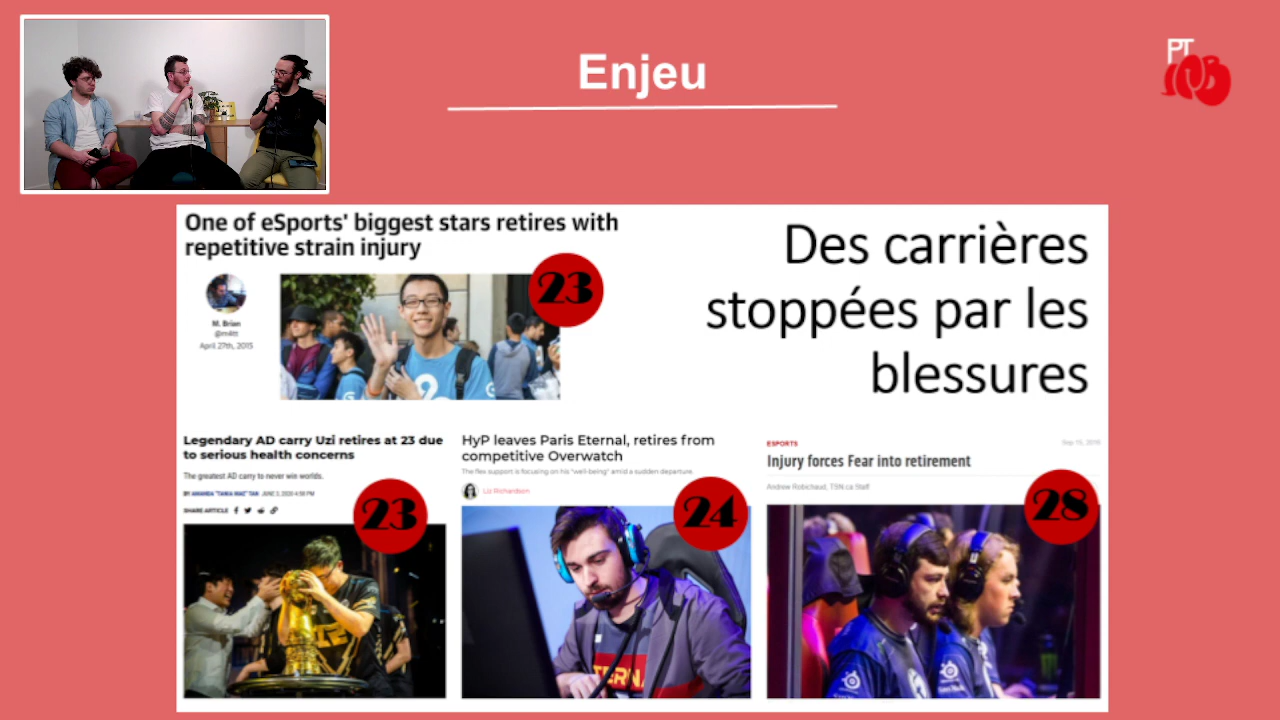 Enjeu
PT
One of eSports' biggest stars retires with
repetitive strain injury
M. Brian
@m4tt
April 27th, 2015
23
Des carrières
stoppées par les
blessures
Legendary AD carry Uzi retires at 23 due
to serious health concerns
The greatest AD carry to never win worlds.
SHARE ARTICLE
23
HyP leaves Paris Eternal, retires from
competitive Overwatch
The flex support is focusing on his "well-being" amid a sudden departure.
Liz Richardson
24
ESPORTS
Injury forces Fear into retirement
Andrew Robichaud, TSN.ca Staff
28